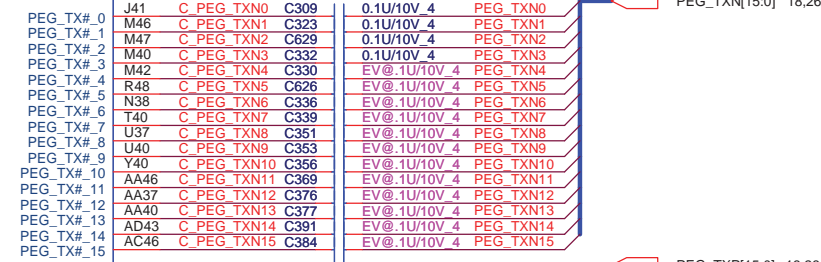 PEG_TXN[15:0] 18,26
PEG_TX#_0 J41 C_PEG_TXN0 C309 0.1U/10V_4 PEG_TXN0
PEG_TX#_1 M46 C_PEG_TXN1 C323 0.1U/10V_4 PEG_TXN1
PEG_TX#_2 M47 C_PEG_TXN2 C629 0.1U/10V_4 PEG_TXN2
PEG_TX#_3 M40 C_PEG_TXN3 C332 0.1U/10V_4 PEG_TXN3
PEG_TX#_4 M42 C_PEG_TXN4 C330 EV@.1U/10V_4 PEG_TXN4
PEG_TX#_5 R48 C_PEG_TXN5 C626 EV@.1U/10V_4 PEG_TXN5
PEG_TX#_6 N38 C_PEG_TXN6 C336 EV@.1U/10V_4 PEG_TXN6
PEG_TX#_7 T40 C_PEG_TXN7 C339 EV@.1U/10V_4 PEG_TXN7
PEG_TX#_8 U37 C_PEG_TXN8 C351 EV@.1U/10V_4 PEG_TXN8
PEG_TX#_9 U40 C_PEG_TXN9 C353 EV@.1U/10V_4 PEG_TXN9
PEG_TX#_10 Y40 C_PEG_TXN10 C356 EV@.1U/10V_4 PEG_TXN10
PEG_TX#_11 AA46 C_PEG_TXN11 C369 EV@.1U/10V_4 PEG_TXN11
PEG_TX#_12 AA37 C_PEG_TXN12 C376 EV@.1U/10V_4 PEG_TXN12
PEG_TX#_13 AA40 C_PEG_TXN13 C377 EV@.1U/10V_4 PEG_TXN13
PEG_TX#_14 AD43 C_PEG_TXN14 C391 EV@.1U/10V_4 PEG_TXN14
PEG_TX#_15 AC46 C_PEG_TXN15 C384 EV@.1U/10V_4 PEG_TXN15